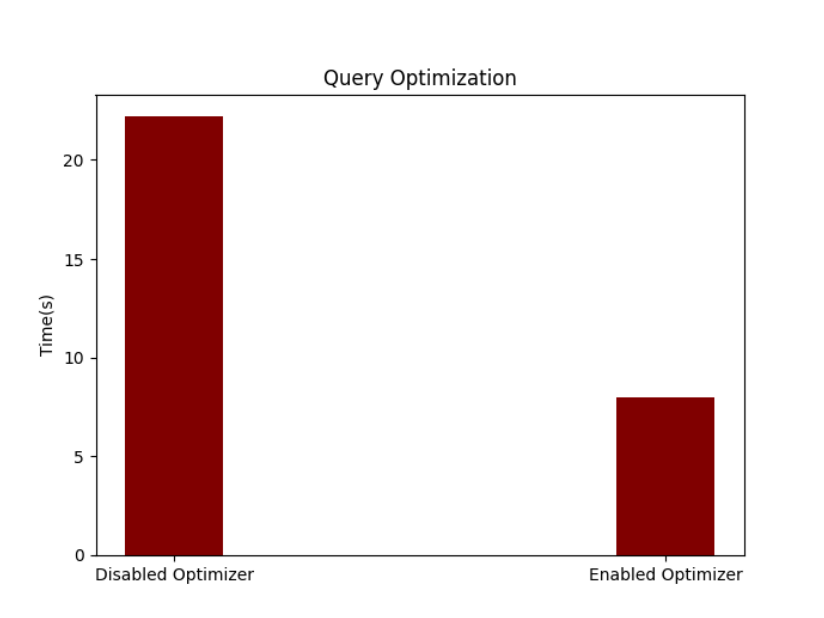 Query Optimization
20
15
10
5
0
Time(s)
Disabled Optimizer
Enabled Optimizer